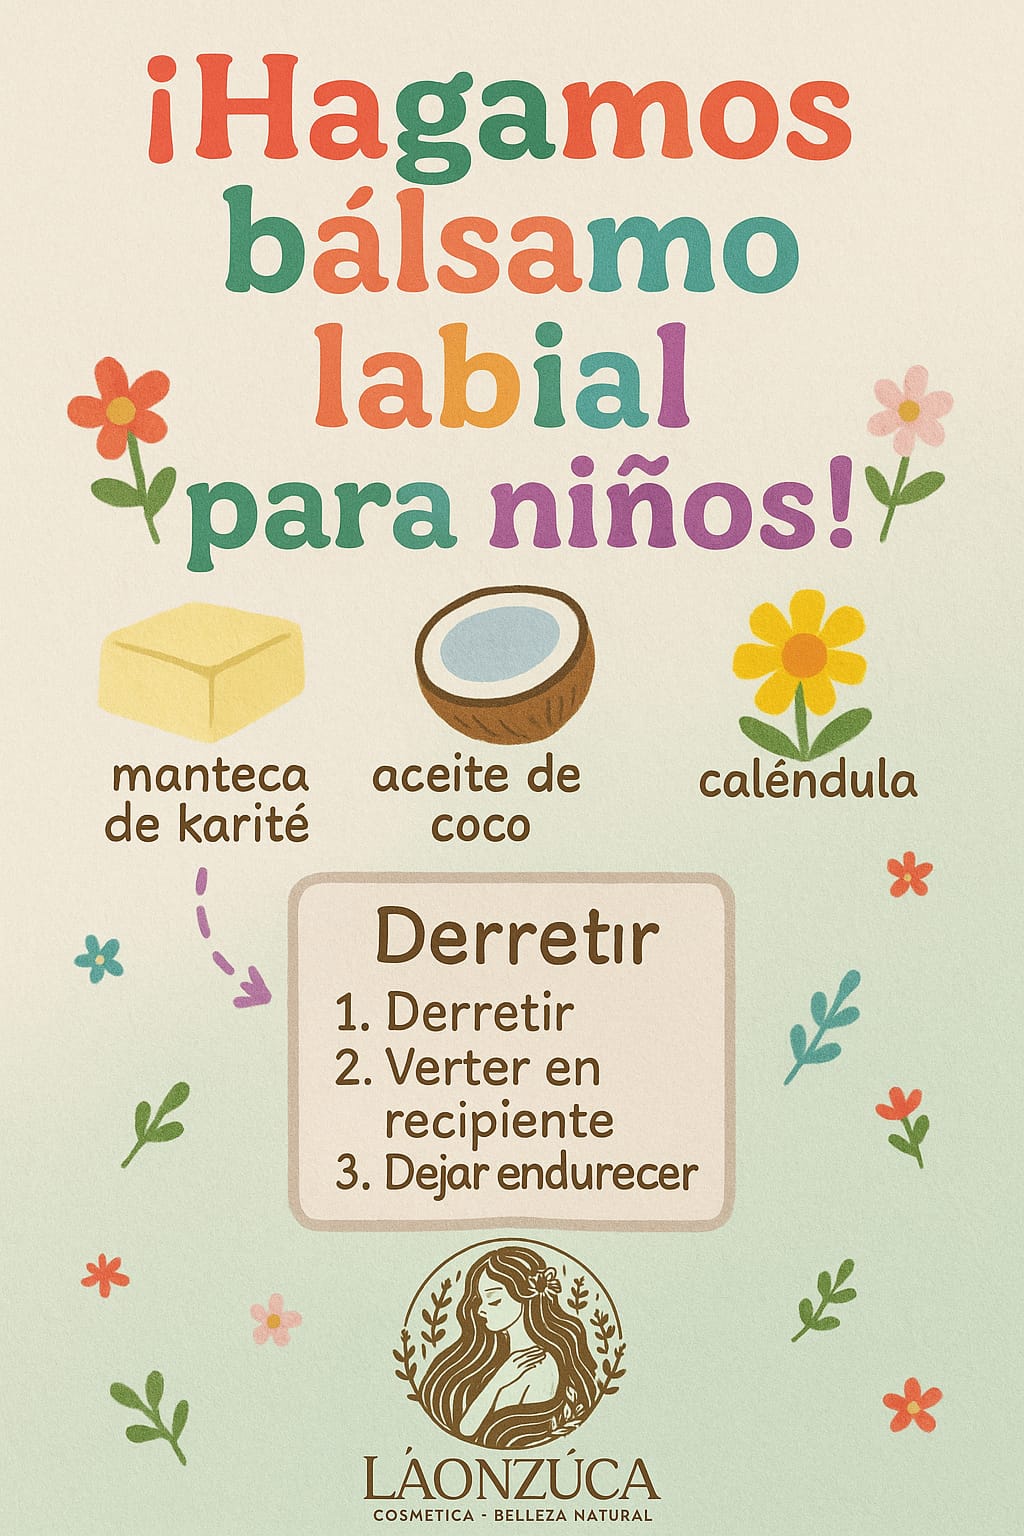 ¡Hagamos
bálsamo
labial
para niños!
manteca
de karité
aceite de
coco
caléndula
Derretır
1. Derretir
2. Verter en
recipiente
3. Dejar endurecer
LÁONZÚCA
COSMETICA - BELLEZA NATURAL